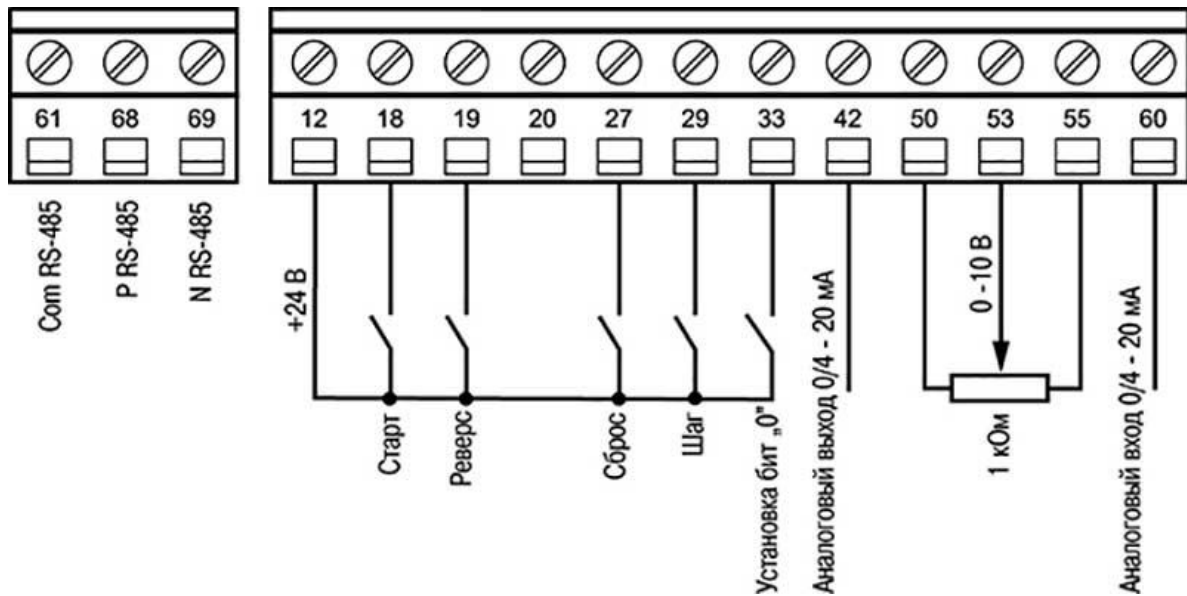 61 68 69
12 18 19 20 27 29 33 42 50 53 55 60
Com RS-485
P RS-485
N RS-485
+24 В
Старт
Реверс
Сброс
Шаг
Установка бит „0"
Аналоговый выход 0/4 - 20 мА
0 -10 В
1 кОм
Аналоговый вход 0/4 - 20 мА